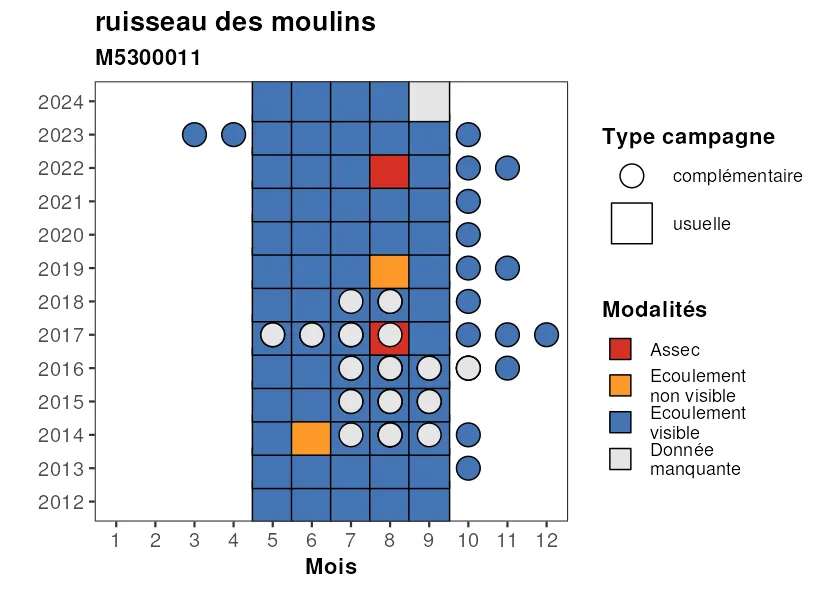 ruisseau des moulins
M5300011
2024
2023
2022
2021
2020
2019
2018
2017
2016
2015
2014
2013
2012
1 2 3 4 5 6 7 8 9 10 11 12
Mois
Type campagne
complémentaire
usuelle
Modalités
Assec
Ecoulement
non visible
Ecoulement
visible
Donnée
manquante